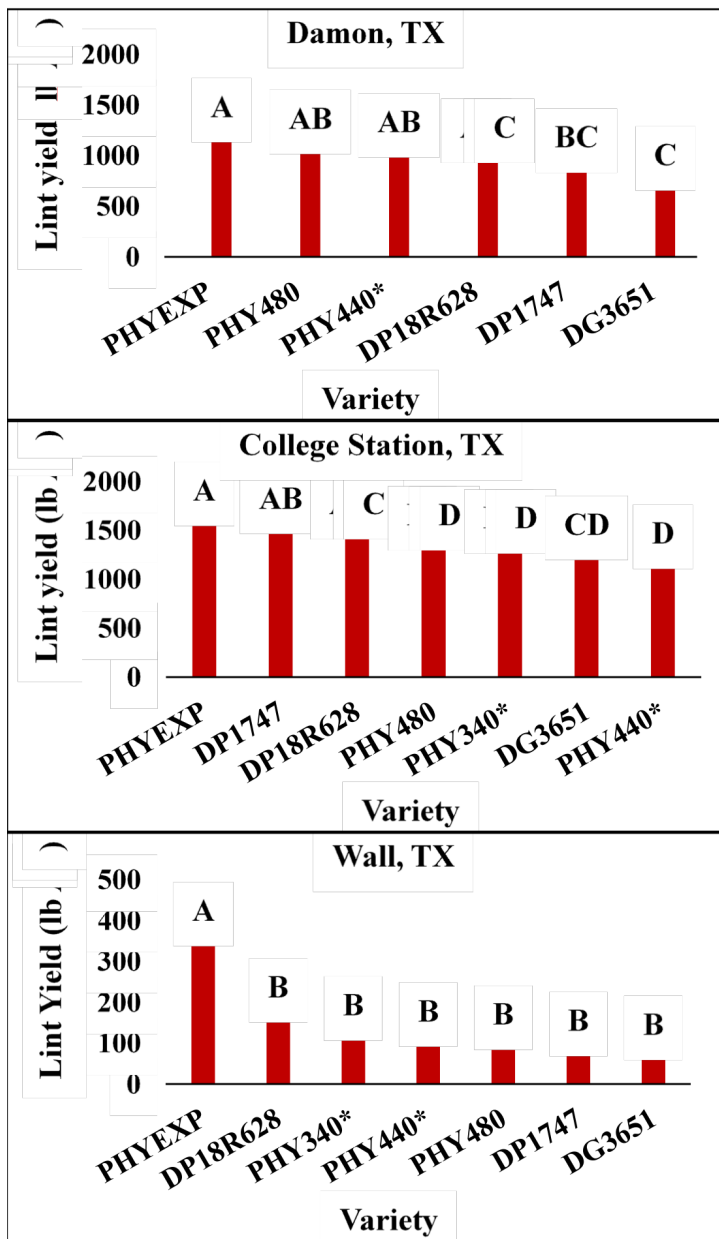 Damon, TX
Lint yield
2000
1500
1000
500
0
A
AB
AB
C
BC
C
PHYEXP
PHY480
PHY440*
DP18R628
DP1747
DG3651
Variety
College Station, TX
Lint yield (lb
2000
1500
1000
500
0
A
AB
C
D
D
CD
D
PHYEXP
DP1747
DP18R628
PHY480
PHY340*
DG3651
PHY440*
Variety
Wall, TX
Lint Yield (lb
500
400
300
200
100
0
A
B
B
B
B
B
B
PHYEXP
DP18R628
PHY340*
PHY440*
PHY480
DP1747
DG3651
Variety